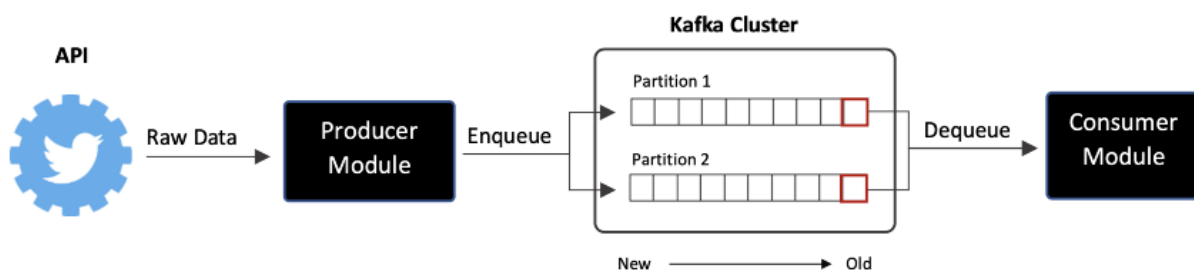 API
Raw Data
Producer
Module
Enqueue
Kafka Cluster
Partition 1
Partition 2
New
Old
Dequeue
Consumer
Module